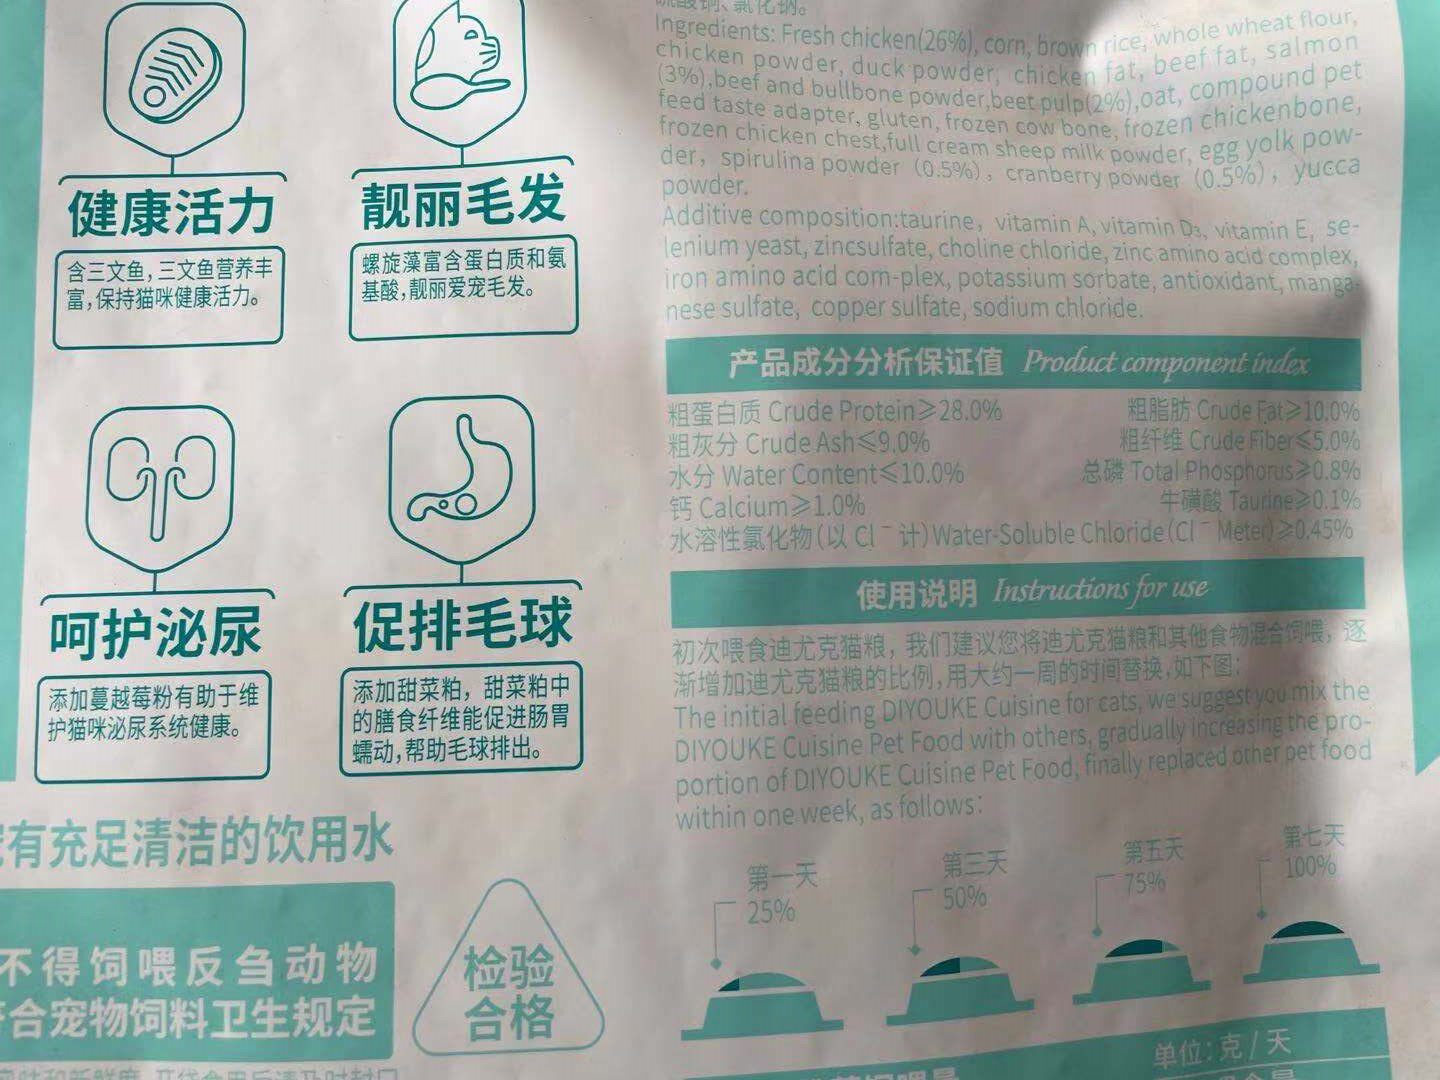 健康活力
含三文鱼,三文鱼营养丰
富,保持猫咪健康活力。
靓丽毛发
螺旋藻富含蛋白质和氨
基酸,靓丽爱宠毛发。
呵护泌尿
添加蔓越莓粉有助于维
护猫咪泌尿系统健康。
促排毛球
添加甜菜粕，甜菜粕中
的膳食纤维能促进肠胃
蠕动,帮助毛球排出。
有充足清洁的饮用水
不得饲喂反刍动物
符合宠物饲料卫生规定
检验
合格
硫酸铜、氯化钠。
Ingredients: Fresh chicken(26%), corn, brown rice, whole wheat flour,
chicken powder, duck powder, chicken fat, beef fat, salmon
(3%),beef and bullbone powder,beet pulp(2%),oat, compound pet
feed taste adapter, gluten, frozen cow bone, frozen chickenbone,
frozen chicken chest,full cream sheep milk powder, egg yolk pow-
der, spirulina powder (0.5%), cranberry powder (0.5%), yucca
powder.
Additive composition:taurine, vitamin A, vitamin D₃, vitamin E, se-
lenium yeast, zincsulfate, choline chloride, zinc amino acid complex,
iron amino acid com-plex, potassium sorbate, antioxidant, manga-
nese sulfate, copper sulfate, sodium chloride.
产品成分分析保证值 Product component index
粗蛋白质 Crude Protein≥28.0% 粗脂肪 Crude Fat≥10.0%
粗灰分 Crude Ash≤9.0% 粗纤维 Crude Fiber≤5.0%
水分 Water Content≤10.0% 总磷 Total Phosphorus≥0.8%
钙 Calcium≥1.0% 牛磺酸 Taurine≥0.1%
水溶性氯化物(以 Cl⁻ 计) Water-Soluble Chloride (Cl⁻ Meter) ≥0.45%
使用说明 Instructions for use
初次喂食迪尤克猫粮，我们建议您将迪尤克猫粮和其他食物混合饲喂，逐
渐增加迪尤克猫粮的比例,用大约一周的时间替换,如下图:
The initial feeding DIYOUKE Cuisine for cats, we suggest you mix the
DIYOUKE Cuisine Pet Food with others, gradually increasing the pro-
portion of DIYOUKE Cuisine Pet Food, finally replaced other pet food
within one week, as follows:
第一天
25%
第三天
50%
第五天
75%
第七天
100%
单位:克/天